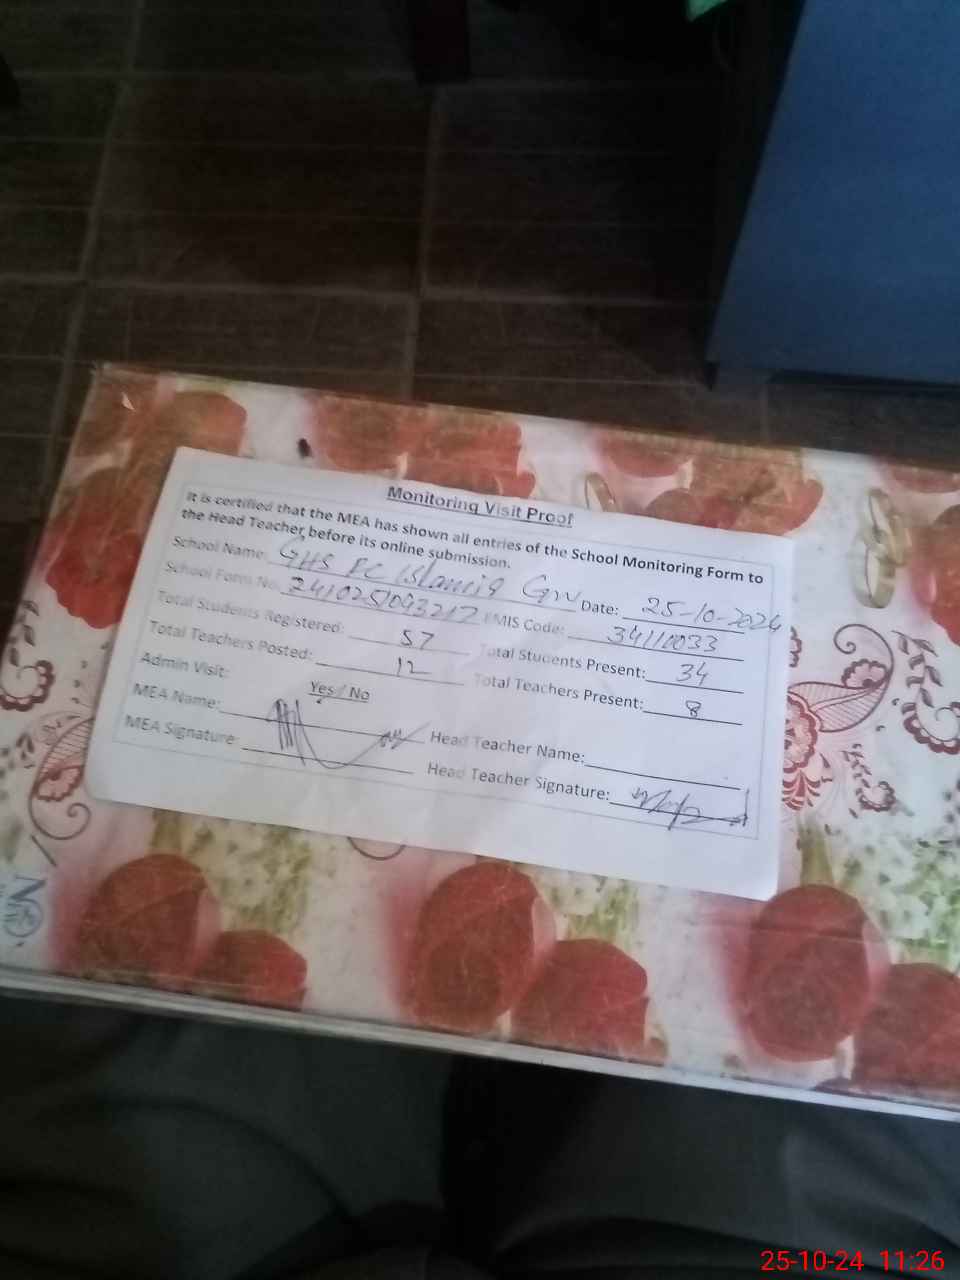 Monitoring Visit Proof
It is certified that the MEA has shown all entries of the School Monitoring Form to
the Head Teacher before its online submission.
School Name: GHS FC Islamia GW Date: 25-10-2024
School Form No. 2410251043217 EMIS Code: 34110033
Total Students Registered: 57 Total Students Present: 34
Total Teachers Posted: 12 Total Teachers Present: 8
Admin Visit: Yes / No
MEA Name: Head Teacher Name:
MEA Signature: Head Teacher Signature:
25-10-24 11:26